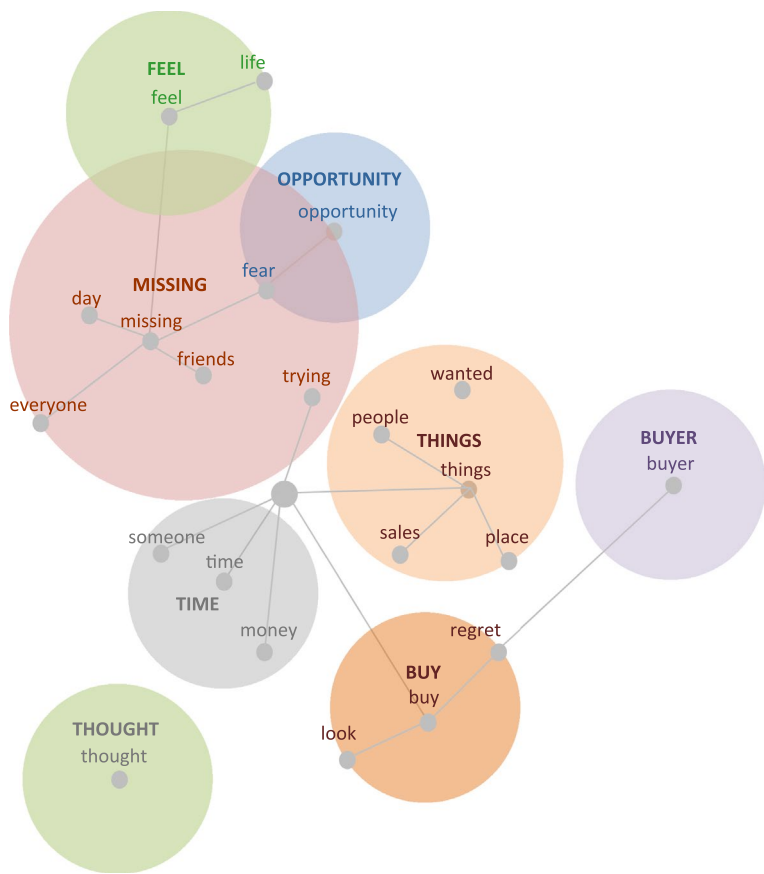 life
FEEL
feel
OPPORTUNITY
opportunity
fear
MISSING
day
missing
friends
trying
everyone
wanted
people
THINGS
things
BUYER
buyer
sales
place
someone
time
TIME
money
regret
BUY
buy
look
THOUGHT
thought